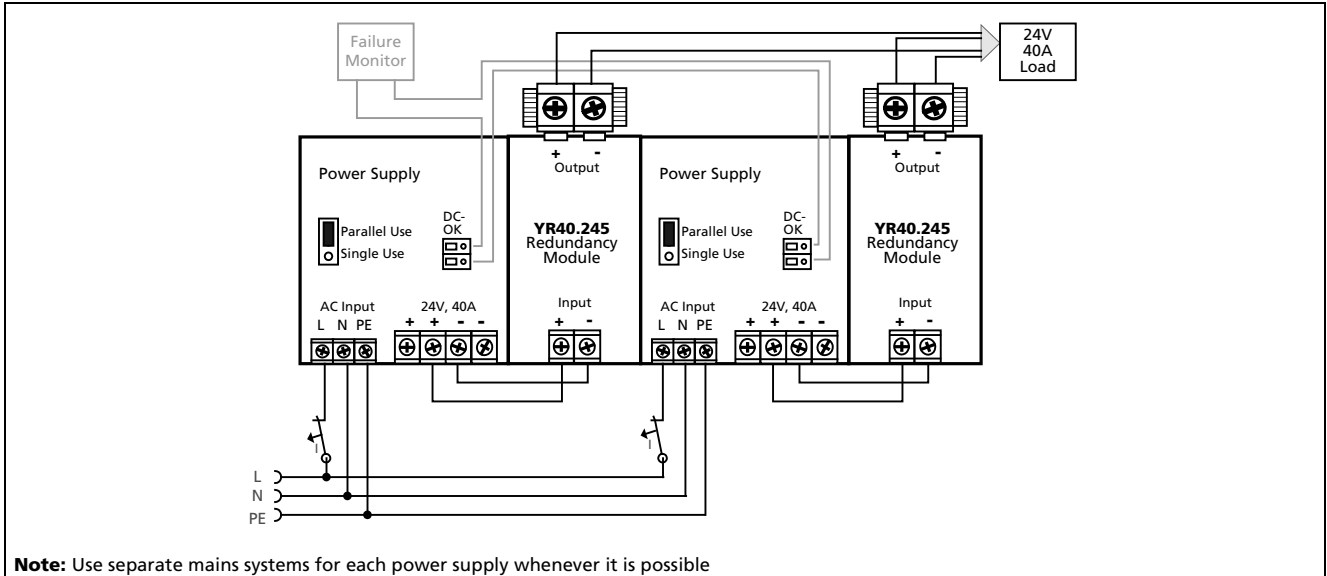 Failure
Monitor
24V
40A
Load
+ -
Output
+ -
Output
Power Supply
Parallel Use
Single Use
DC-
OK
YR40.245
Redundancy
Module
Power Supply
Parallel Use
Single Use
DC-
OK
YR40.245
Redundancy
Module
AC Input
L N PE
24V, 40A
+ + - -
Input
+ -
AC Input
L N PE
24V, 40A
+ + - -
Input
+ -
I
I
L
N
PE
Note: Use separate mains systems for each power supply whenever it is possible